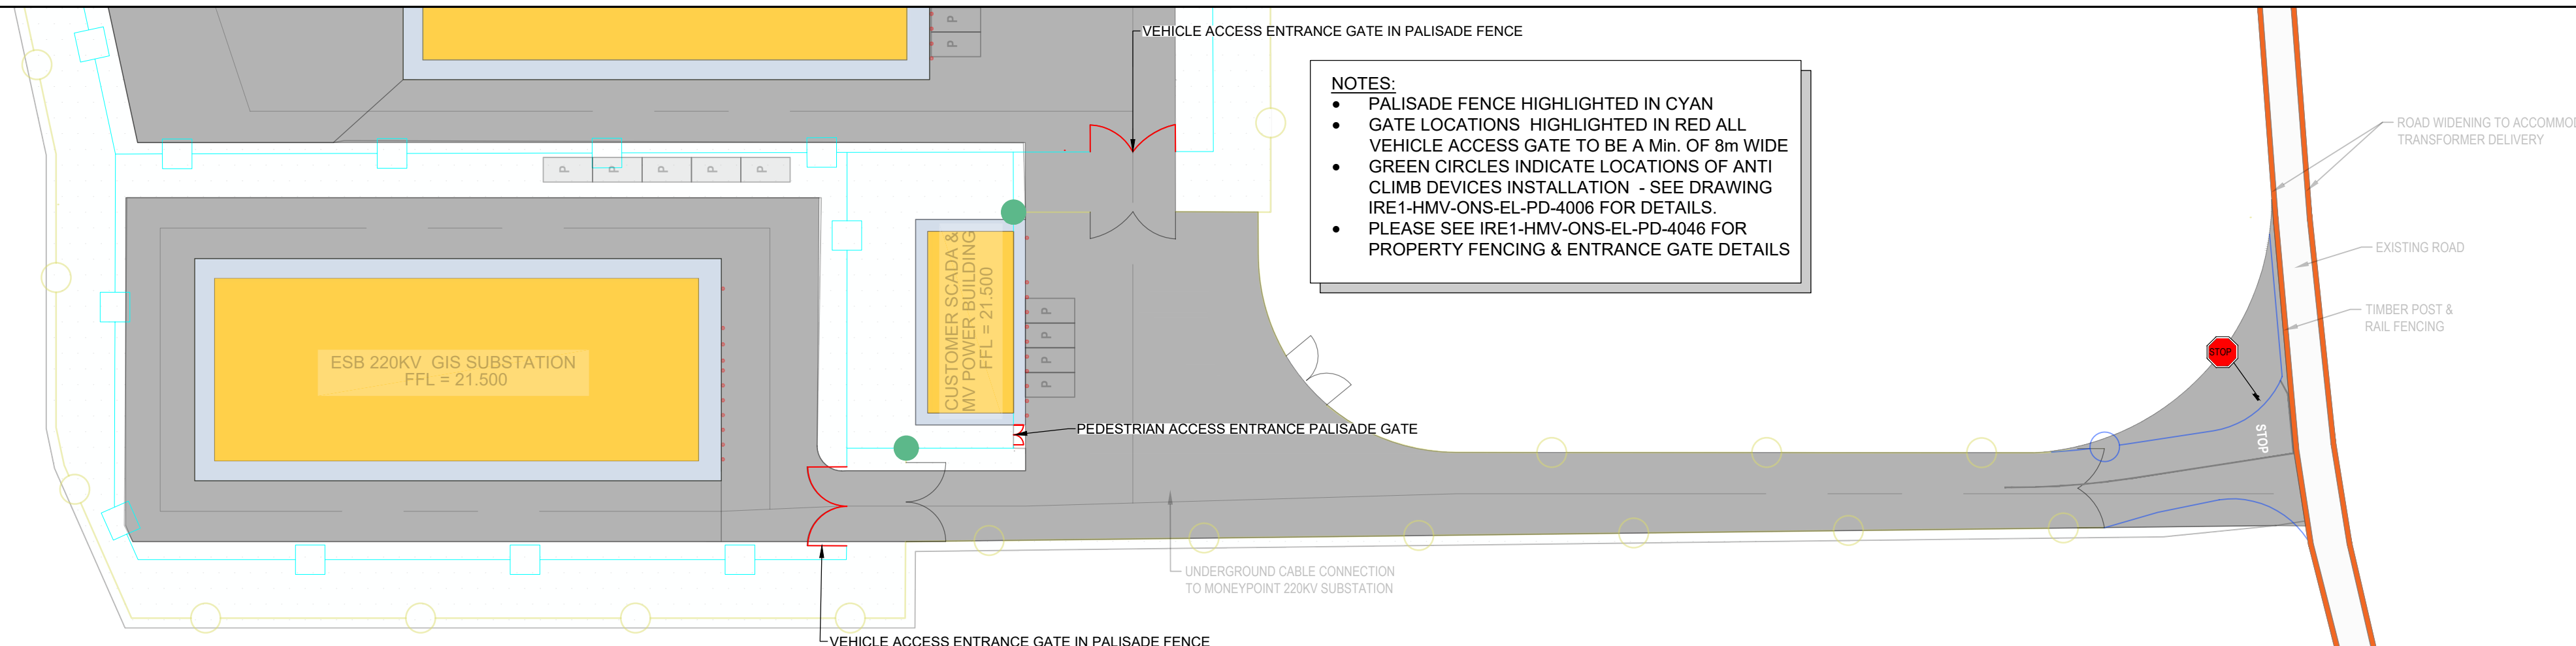 P
P
VEHICLE ACCESS ENTRANCE GATE IN PALISADE FENCE
NOTES:
● PALISADE FENCE HIGHLIGHTED IN CYAN
● GATE LOCATIONS HIGHLIGHTED IN RED ALL
VEHICLE ACCESS GATE TO BE A Min. OF 8m WIDE
● GREEN CIRCLES INDICATE LOCATIONS OF ANTI
CLIMB DEVICES INSTALLATION - SEE DRAWING
IRE1-HMV-ONS-EL-PD-4006 FOR DETAILS.
● PLEASE SEE IRE1-HMV-ONS-EL-PD-4046 FOR
PROPERTY FENCING & ENTRANCE GATE DETAILS
ROAD WIDENING TO ACCOMMOD
TRANSFORMER DELIVERY
P P P P P
EXISTING ROAD
TIMBER POST &
RAIL FENCING
CUSTOMER SCADA &
MV POWER BUILDING
FFL = 21.500
P
P
P
P
ESB 220KV GIS SUBSTATION
FFL = 21.500
STOP
STOP
PEDESTRIAN ACCESS ENTRANCE PALISADE GATE
UNDERGROUND CABLE CONNECTION
TO MONEYPOINT 220KV SUBSTATION
VEHICLE ACCESS ENTRANCE GATE IN PALISADE FENCE